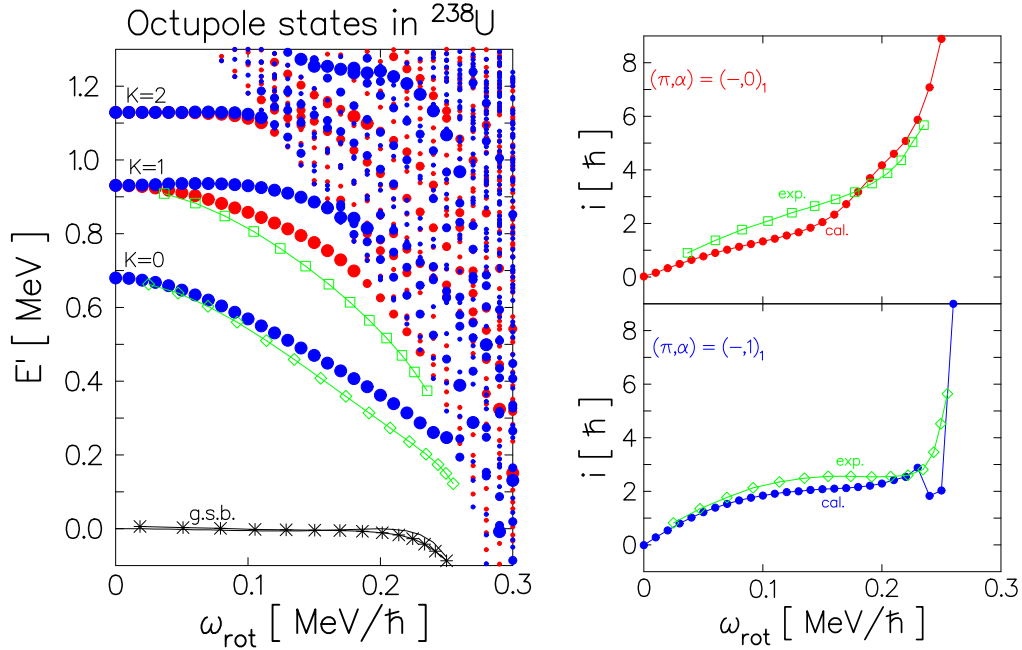 Octupole states in ²³⁸U
E' [ MeV ]
1.2
1.0
0.8
0.6
0.4
0.2
0.0
K=2
K=1
K=0
g.s.b.
0
0.1
0.2
0.3
ω_rot [ MeV/ħ ]
i [ ħ ]
8
6
4
2
0
(π,α) = (−,0)₁
exp.
cal.
i [ ħ ]
8
6
4
2
0
(π,α) = (−,1)₁
exp.
cal.
0
0.1
0.2
0.3
ω_rot [ MeV/ħ ]